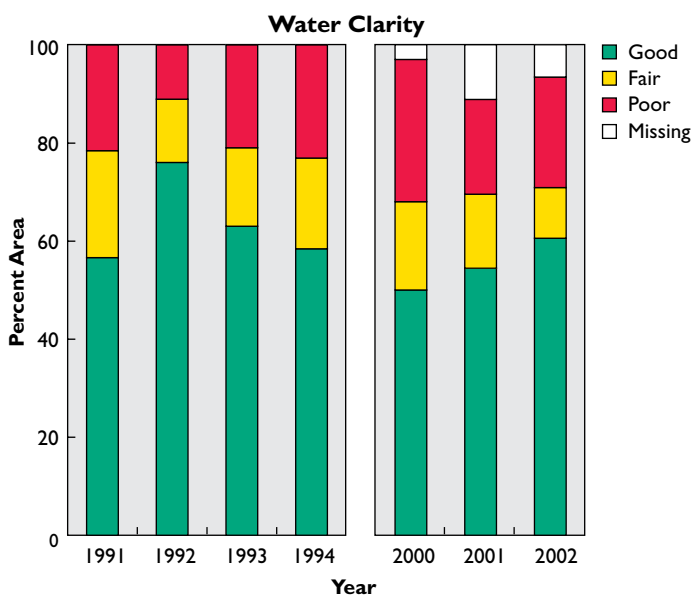 Water Clarity
100
80
60
40
20
0
Percent Area
1991 1992 1993 1994 2000 2001 2002
Year
Good
Fair
Poor
Missing